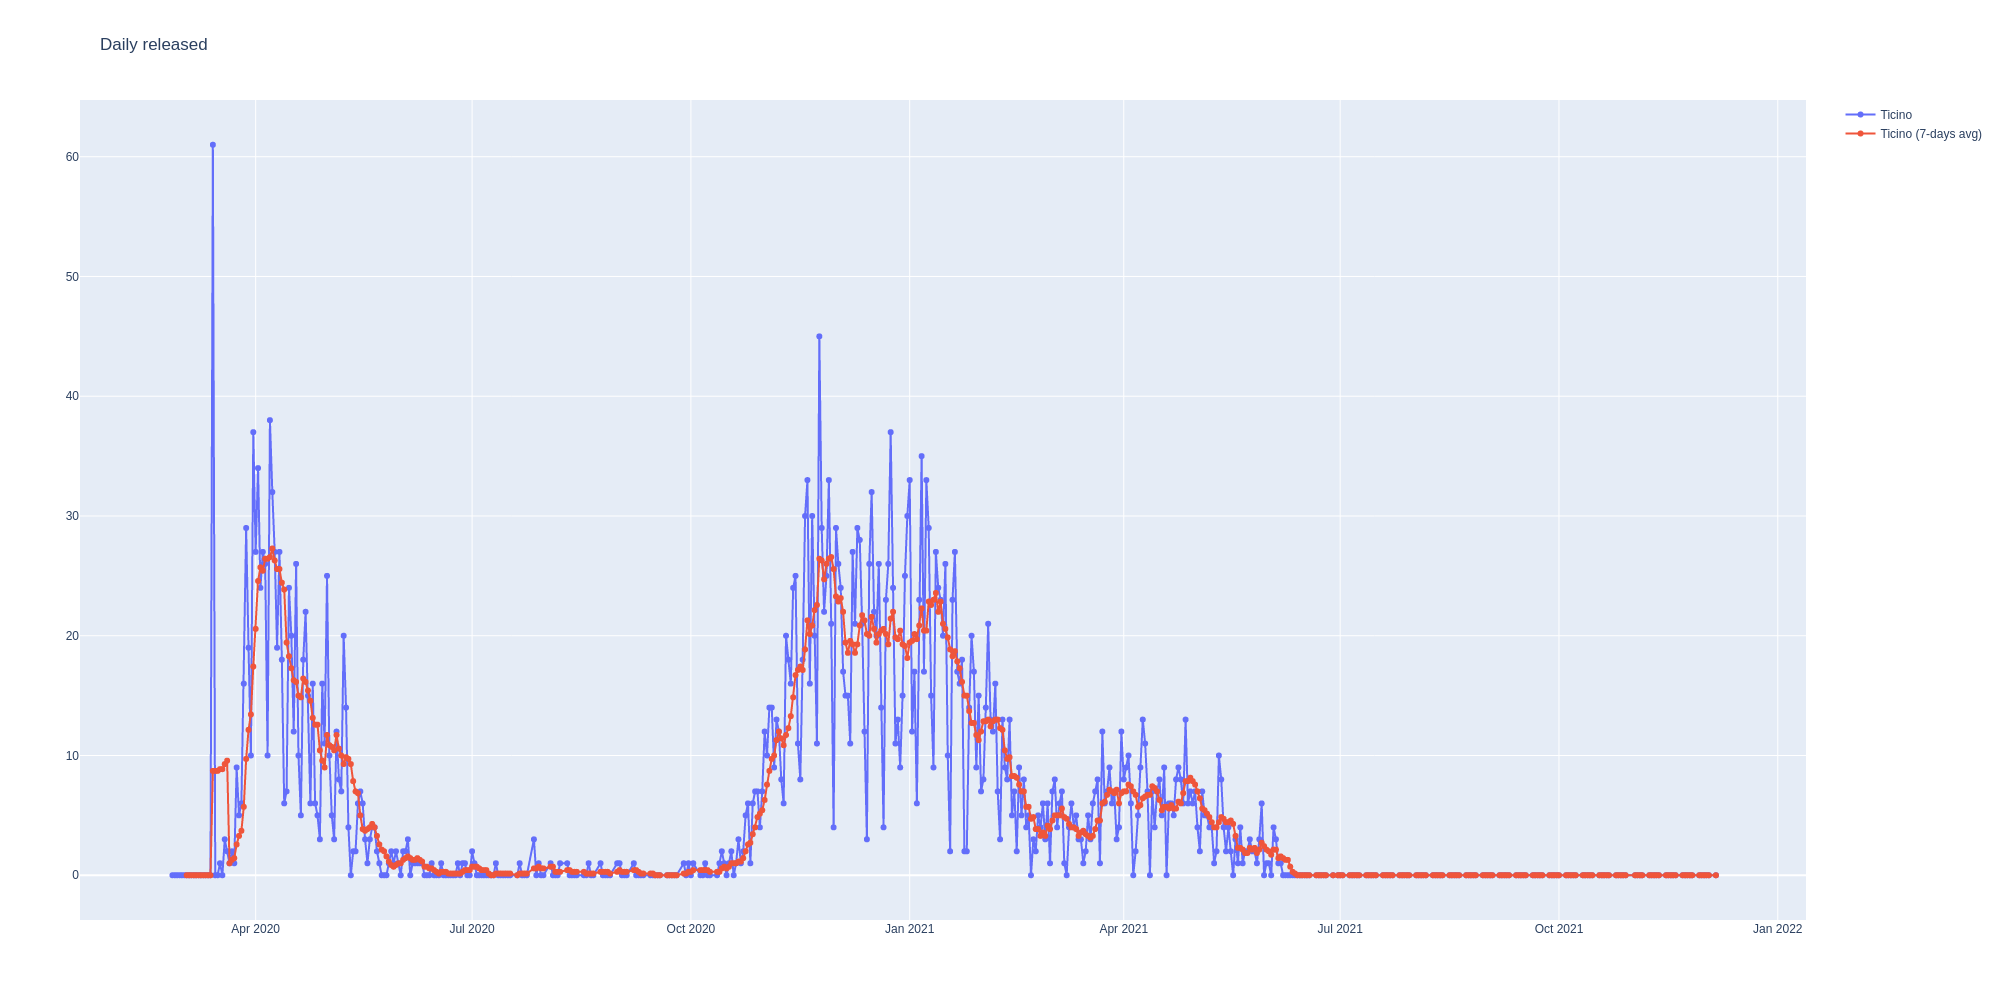 Daily released
Ticino
Ticino (7-days avg)
60
50
40
30
20
10
0
Apr 2020
Jul 2020
Oct 2020
Jan 2021
Apr 2021
Jul 2021
Oct 2021
Jan 2022